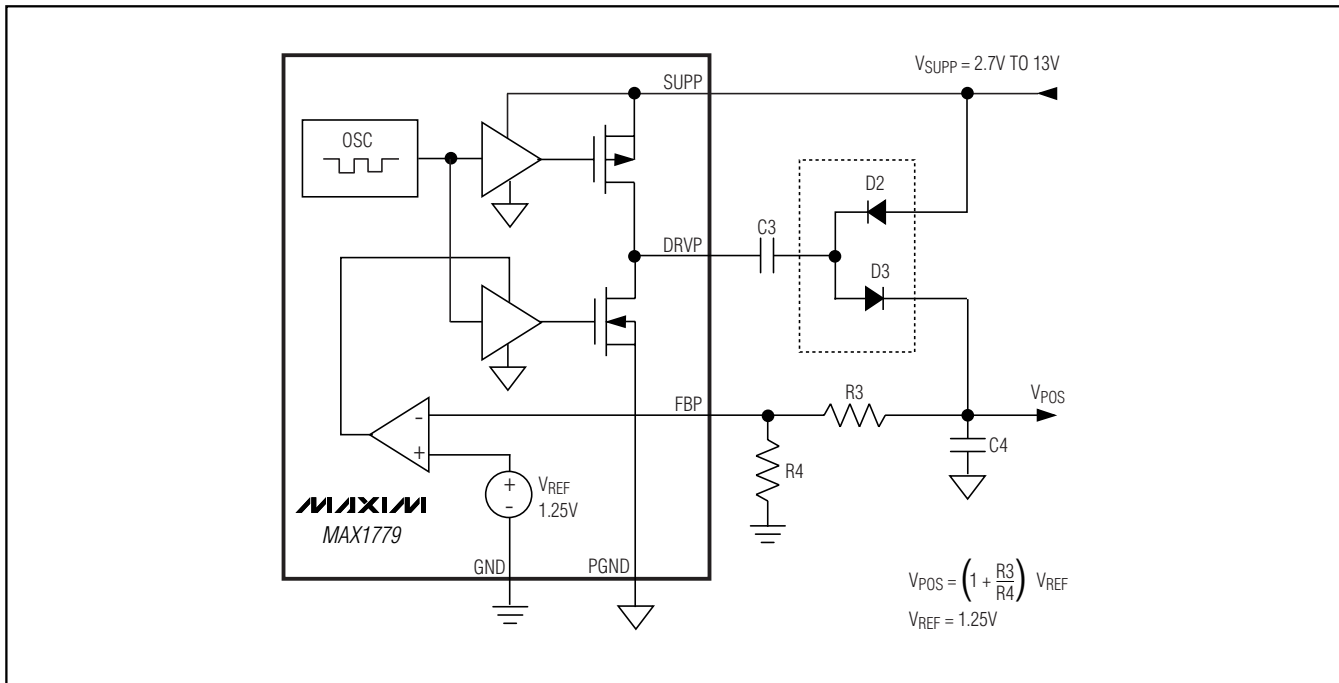 SUPP
V_SUPP = 2.7V TO 13V
OSC
D2
C3
DRVP
D3
FBP
R3
V_POS
-
+
R4
C4
+
-
V_REF
1.25V
MAXIM
MAX1779
GND
PGND
V_POS = (1 + R3/R4) V_REF
V_REF = 1.25V